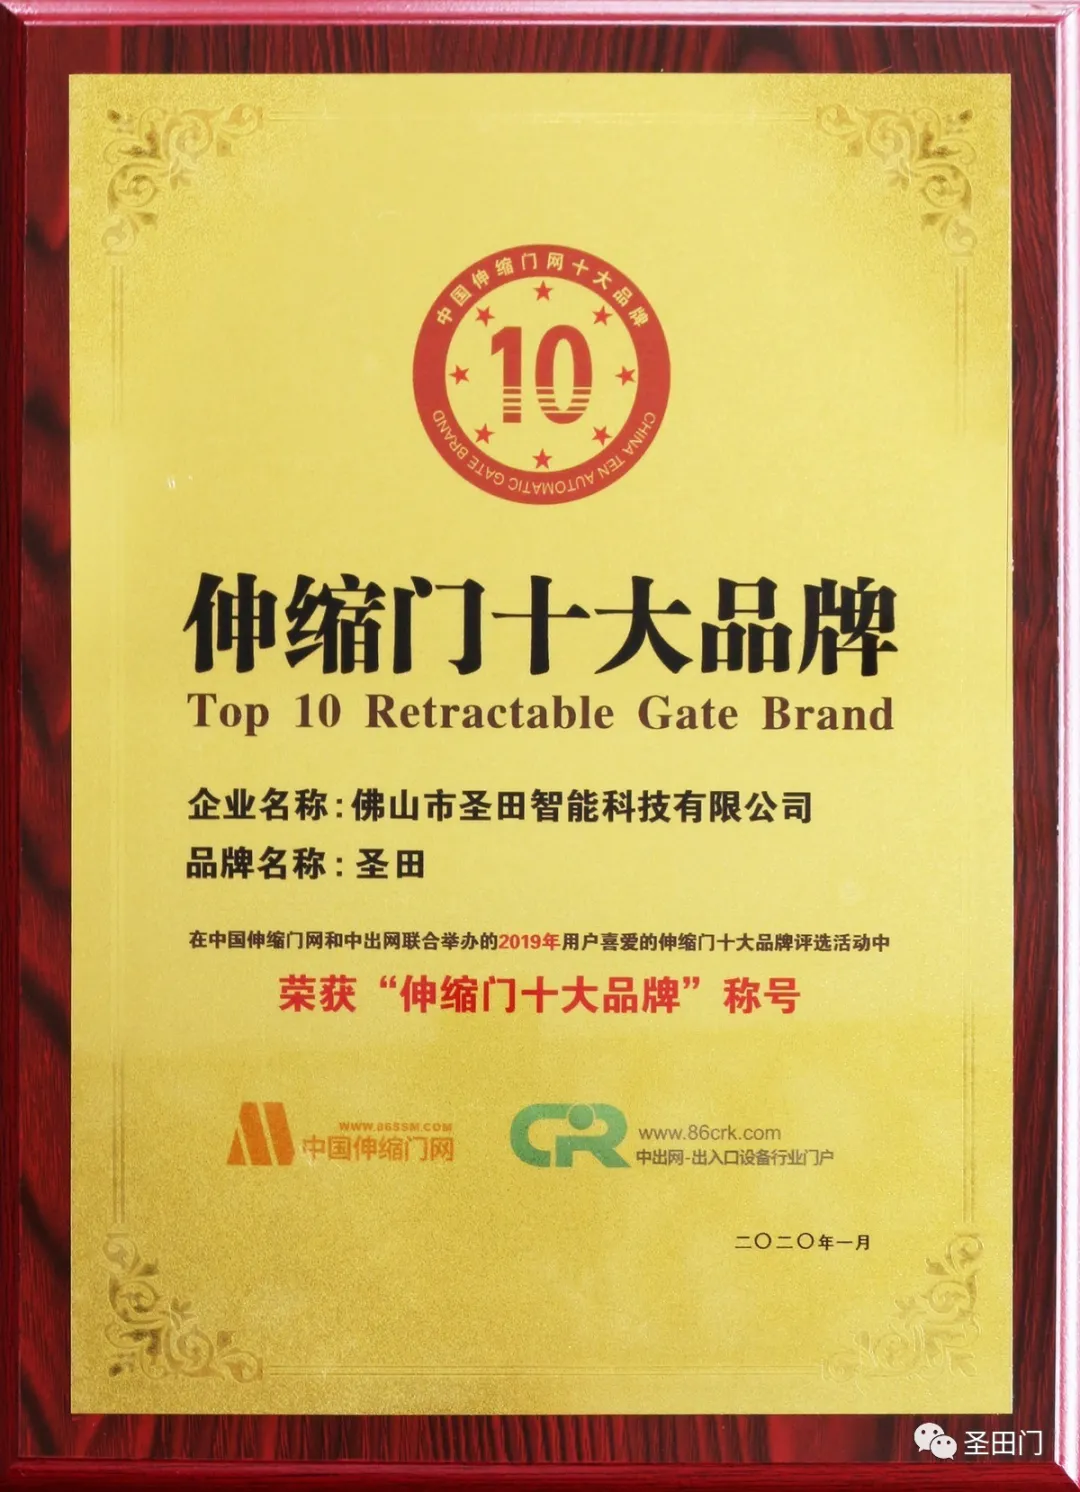 中国伸缩门网十大品牌
10
CHINA TEN AUTOMATIC GATE BRAND
伸缩门十大品牌
Top 10 Retractable Gate Brand
企业名称:佛山市圣田智能科技有限公司
品牌名称:圣田
在中国伸缩门网和中出网联合举办的2019年用户喜爱的伸缩门十大品牌评选活动中
荣获“伸缩门十大品牌”称号
WWW.86SSM.COM
中国伸缩门网
CR
www.86crk.com
中出网-出入口设备行业门户
二〇二〇年一月
圣田门